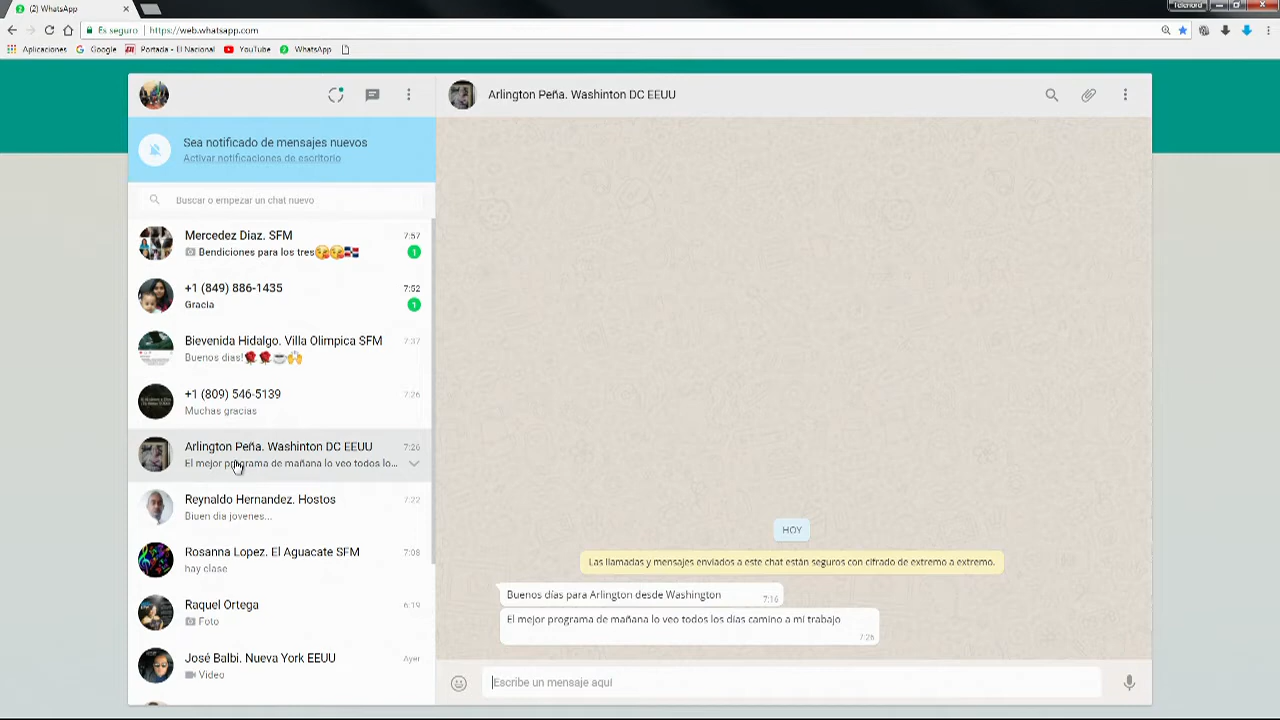 (2) WhatsApp
Telenord
Es seguro
https://web.whatsapp.com
Aplicaciones
Google
Portada - El Nacional
YouTube
WhatsApp
Sea notificado de mensajes nuevos
Activar notificaciones de escritorio
Buscar o empezar un chat nuevo
Mercedez Diaz. SFM
7:57
Bendiciones para los tres😘😘🇩🇴
1
+1 (849) 886-1435
7:52
Gracia
1
Bievenida Hidalgo. Villa Olimpica SFM
7:37
Buenos dias!🌹🌹☕🙌
+1 (809) 546-5139
7:26
Muchas gracias
Arlington Peña. Washinton DC EEUU
7:26
El mejor programa de mañana lo veo todos lo...
Reynaldo Hernandez. Hostos
7:22
Biuen dia jovenes...
Rosanna Lopez. El Aguacate SFM
7:08
hay clase
Raquel Ortega
6:19
Foto
José Balbi. Nueva York EEUU
Ayer
Video
Arlington Peña. Washinton DC EEUU
HOY
Las llamadas y mensajes enviados a este chat están seguros con cifrado de extremo a extremo.
Buenos días para Arlington desde Washington
7:16
El mejor programa de mañana lo veo todos los días camino a mi trabajo
7:26
Escribe un mensaje aquí